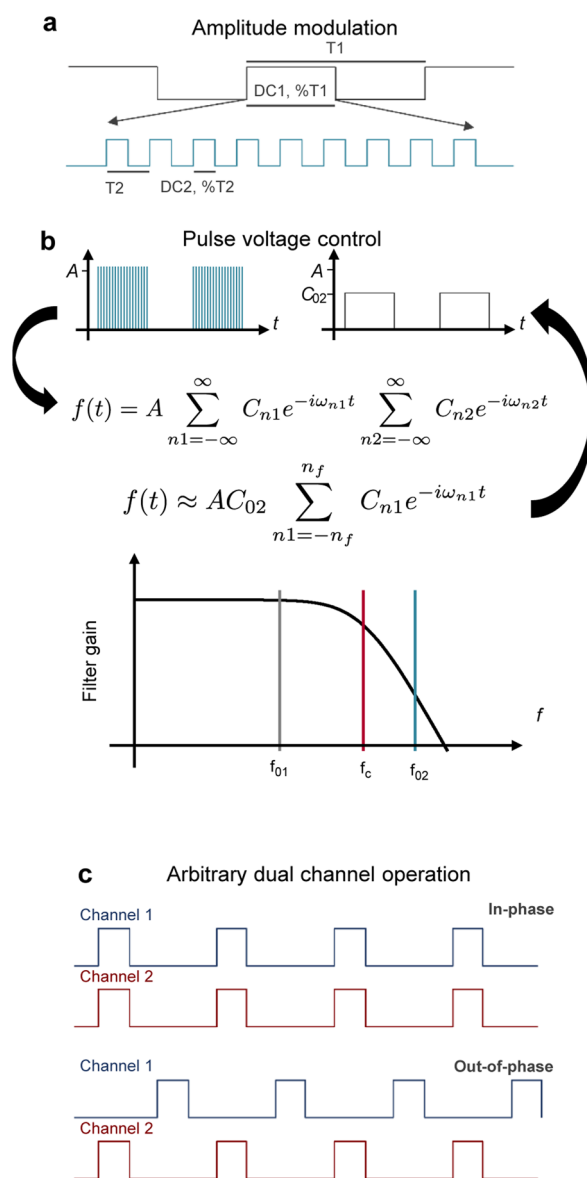 a
Amplitude modulation
T1
DC1, %T1
T2
DC2, %T2
b
Pulse voltage control
A
t
A
C02
t
f(t) = A ∑_{n1=-∞}^{∞} C_{n1}e^{-iω_{n1}t} ∑_{n2=-∞}^{∞} C_{n2}e^{-iω_{n2}t}
f(t) ≈ AC_{02} ∑_{n1=-n_f}^{n_f} C_{n1}e^{-iω_{n1}t}
Filter gain
f
f01
fc
f02
c
Arbitrary dual channel operation
Channel 1
In-phase
Channel 2
Channel 1
Out-of-phase
Channel 2